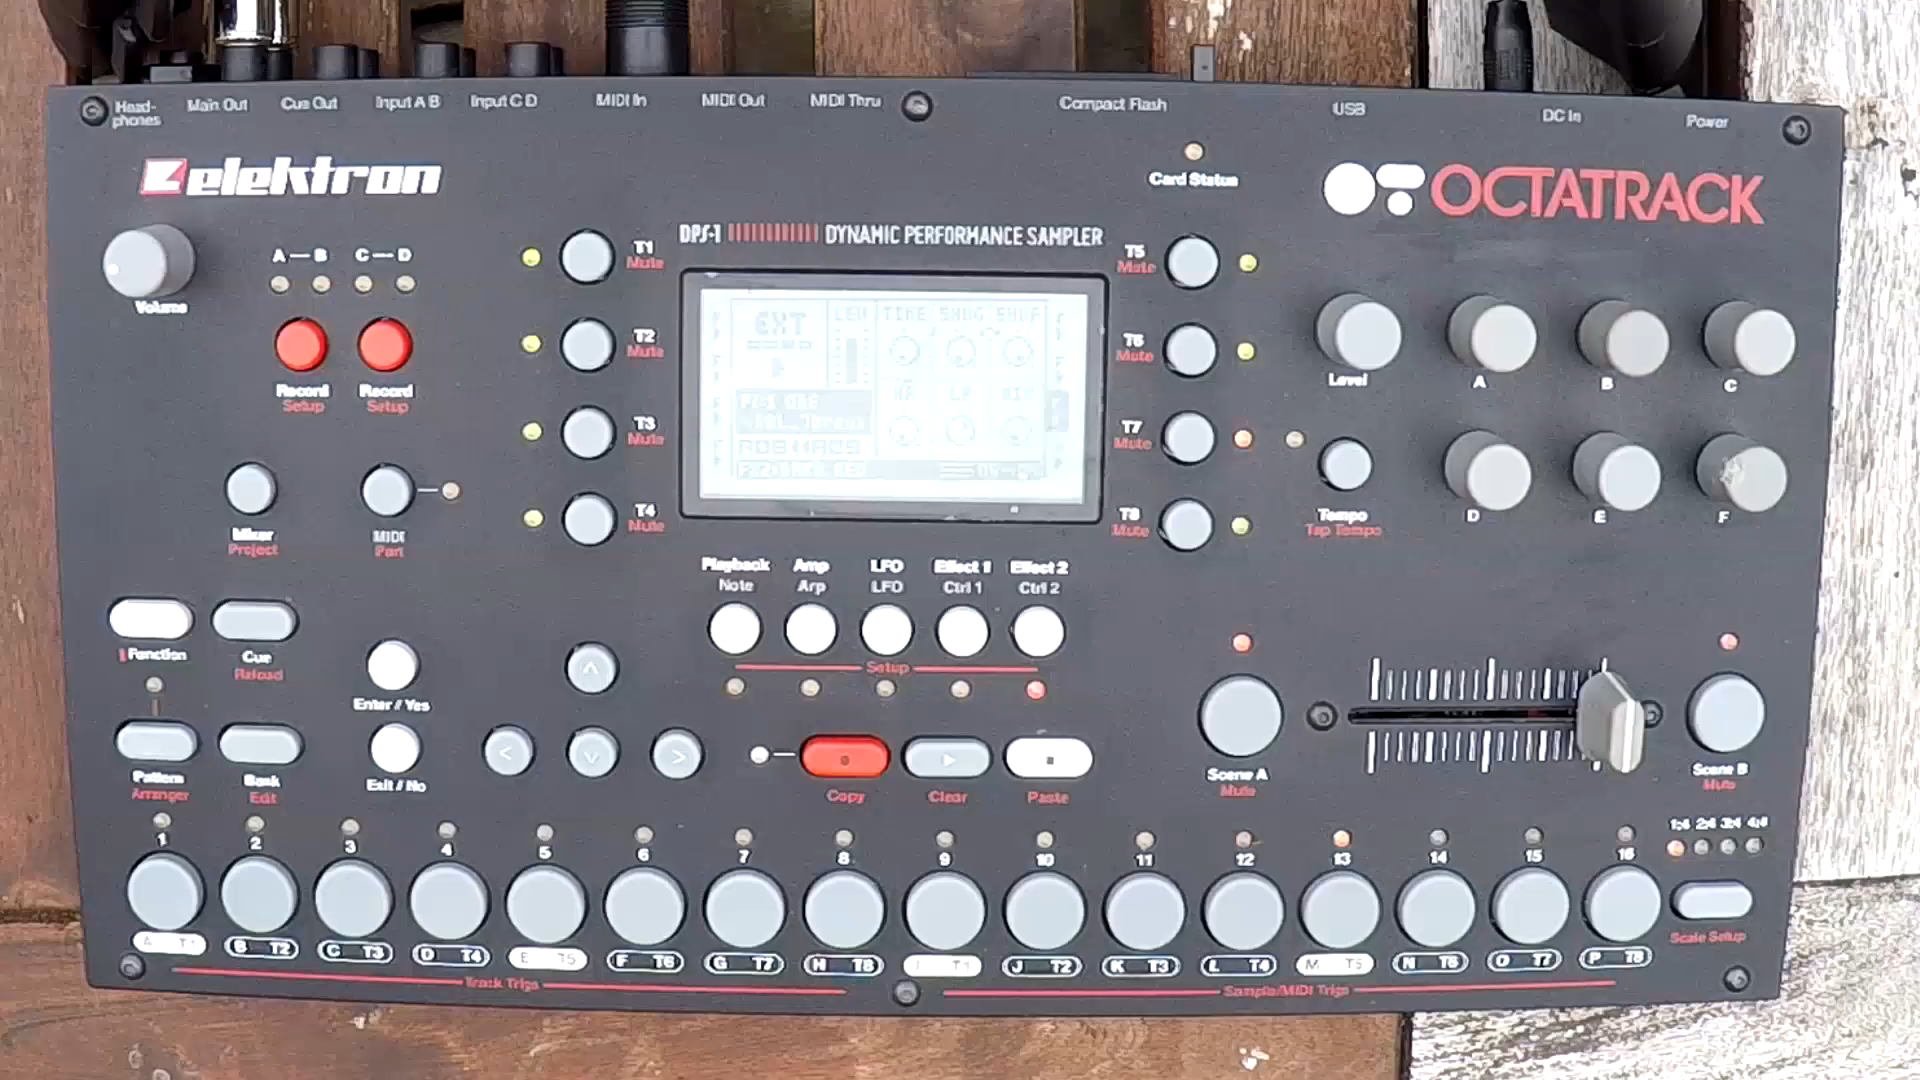 Head-
phones
Main Out
Cue Out
Input A B
Input C D
MIDI In
MIDI Out
MIDI Thru
Compact Flash
USB
DC In
Power
elektron
Card Status
OCTATRACK
DPS-1
DYNAMIC PERFORMANCE SAMPLER
Volume
A B
C D
Record
Setup
Record
Setup
T1
Mute
T2
Mute
T3
Mute
T4
Mute
EXT
LEV
TIME
T5
Mute
T6
Mute
T7
Mute
T8
Mute
Level
A
B
C
D
E
F
Tempo
Tap Tempo
Mixer
Project
MIDI
Part
Playback
Note
Amp
Arp
LFO
LFO
Effect 1
Ctrl 1
Effect 2
Ctrl 2
Setup
Function
Cue
Reload
Enter / Yes
Exit / No
Pattern
Arranger
Bank
Edit
Copy
Clear
Paste
Scene A
Mute
Scene B
Mute
1:4 2:4 3:4 4:4
Scale Setup
1 2 3 4 5 6 7 8 9 10 11 12 13 14 15 16
A T1
B T2
C T3
D T4
E T5
F T6
G T7
H T8
I T1
J T2
K T3
L T4
M T5
N T6
O T7
P T8
Track Trigs
Sample/MIDI Trigs